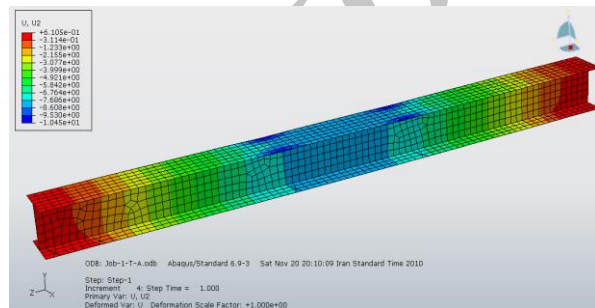 U, U2
+6.105e-01
-3.114e-01
-1.233e+00
-2.155e+00
-3.077e+00
-3.999e+00
-4.921e+00
-5.842e+00
-6.764e+00
-7.686e+00
-8.608e+00
-9.530e+00
-1.045e+01
ODB: Job-1-T-A.odb Abaqus/Standard 6.9-3 Sat Nov 20 20:10:09 Iran Standard Time 2010
Step: Step-1
Increment 4: Step Time = 1.000
Primary Var: U, U2
Deformed Var: U Deformation Scale Factor: +1.000e+00
Y
Z
X